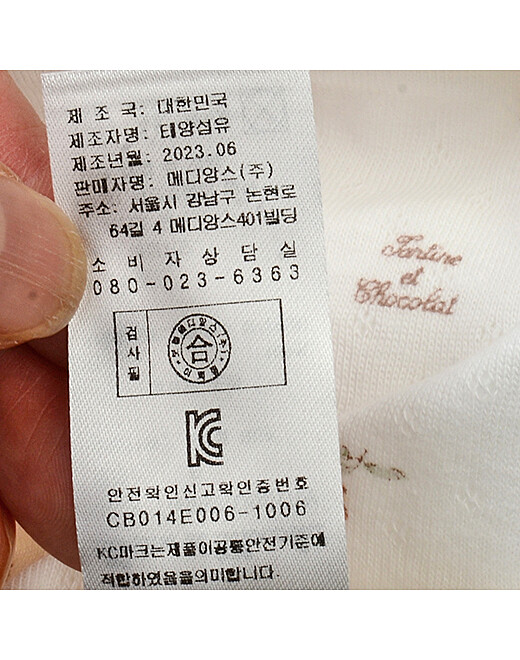 제 조 국: 대한민국
제조자명: 태양섬유
제조년월: 2023.06
판매자명: 메디앙스(주)
주소: 서울시 강남구 논현로
64길 4 메디앙스401빌딩
소 비 자 상 담 실
080-023-6363
검사필
합
KC
안전확인신고확인증번호
CB014E006-1006
KC마크는제품이공통안전기준에
적합하였음을의미합니다.
Tartine
et
Chocolat